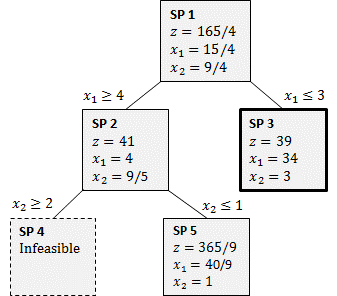 SP 1
z = 165/4
x₁ = 15/4
x₂ = 9/4
x₁ ≥ 4
x₁ ≤ 3
SP 2
z = 41
x₁ = 4
x₂ = 9/5
SP 3
z = 39
x₁ = 34
x₂ = 3
x₂ ≥ 2
x₂ ≤ 1
SP 4
Infeasible
SP 5
z = 365/9
x₁ = 40/9
x₂ = 1